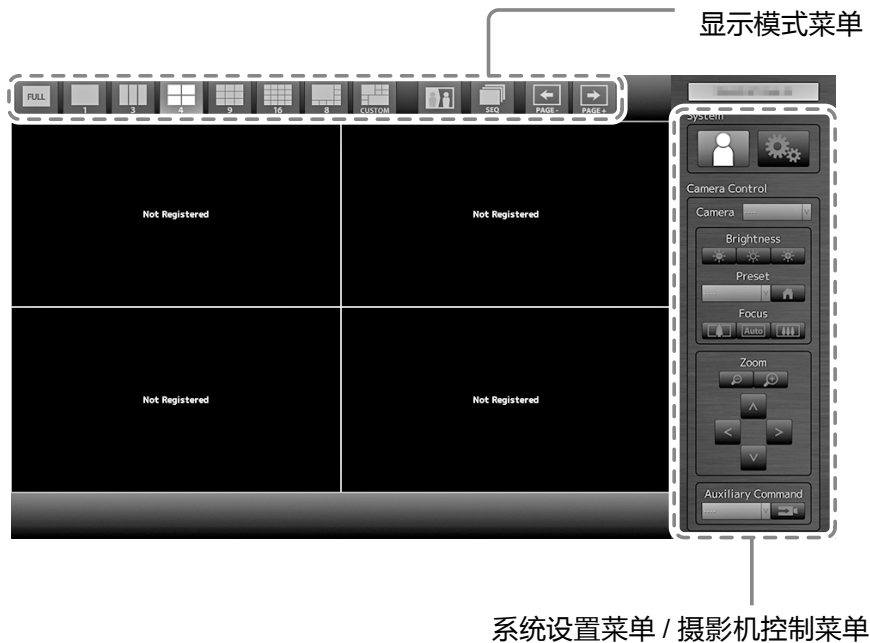 显示模式菜单
FULL
1
3
4
9
16
8
CUSTOM
SEQ
PAGE-
PAGE+
System
Camera Control
Camera
Not Registered
Not Registered
Brightness
Preset
Focus
Auto
Zoom
Not Registered
Not Registered
Auxiliary Command
系统设置菜单 / 摄影机控制菜单